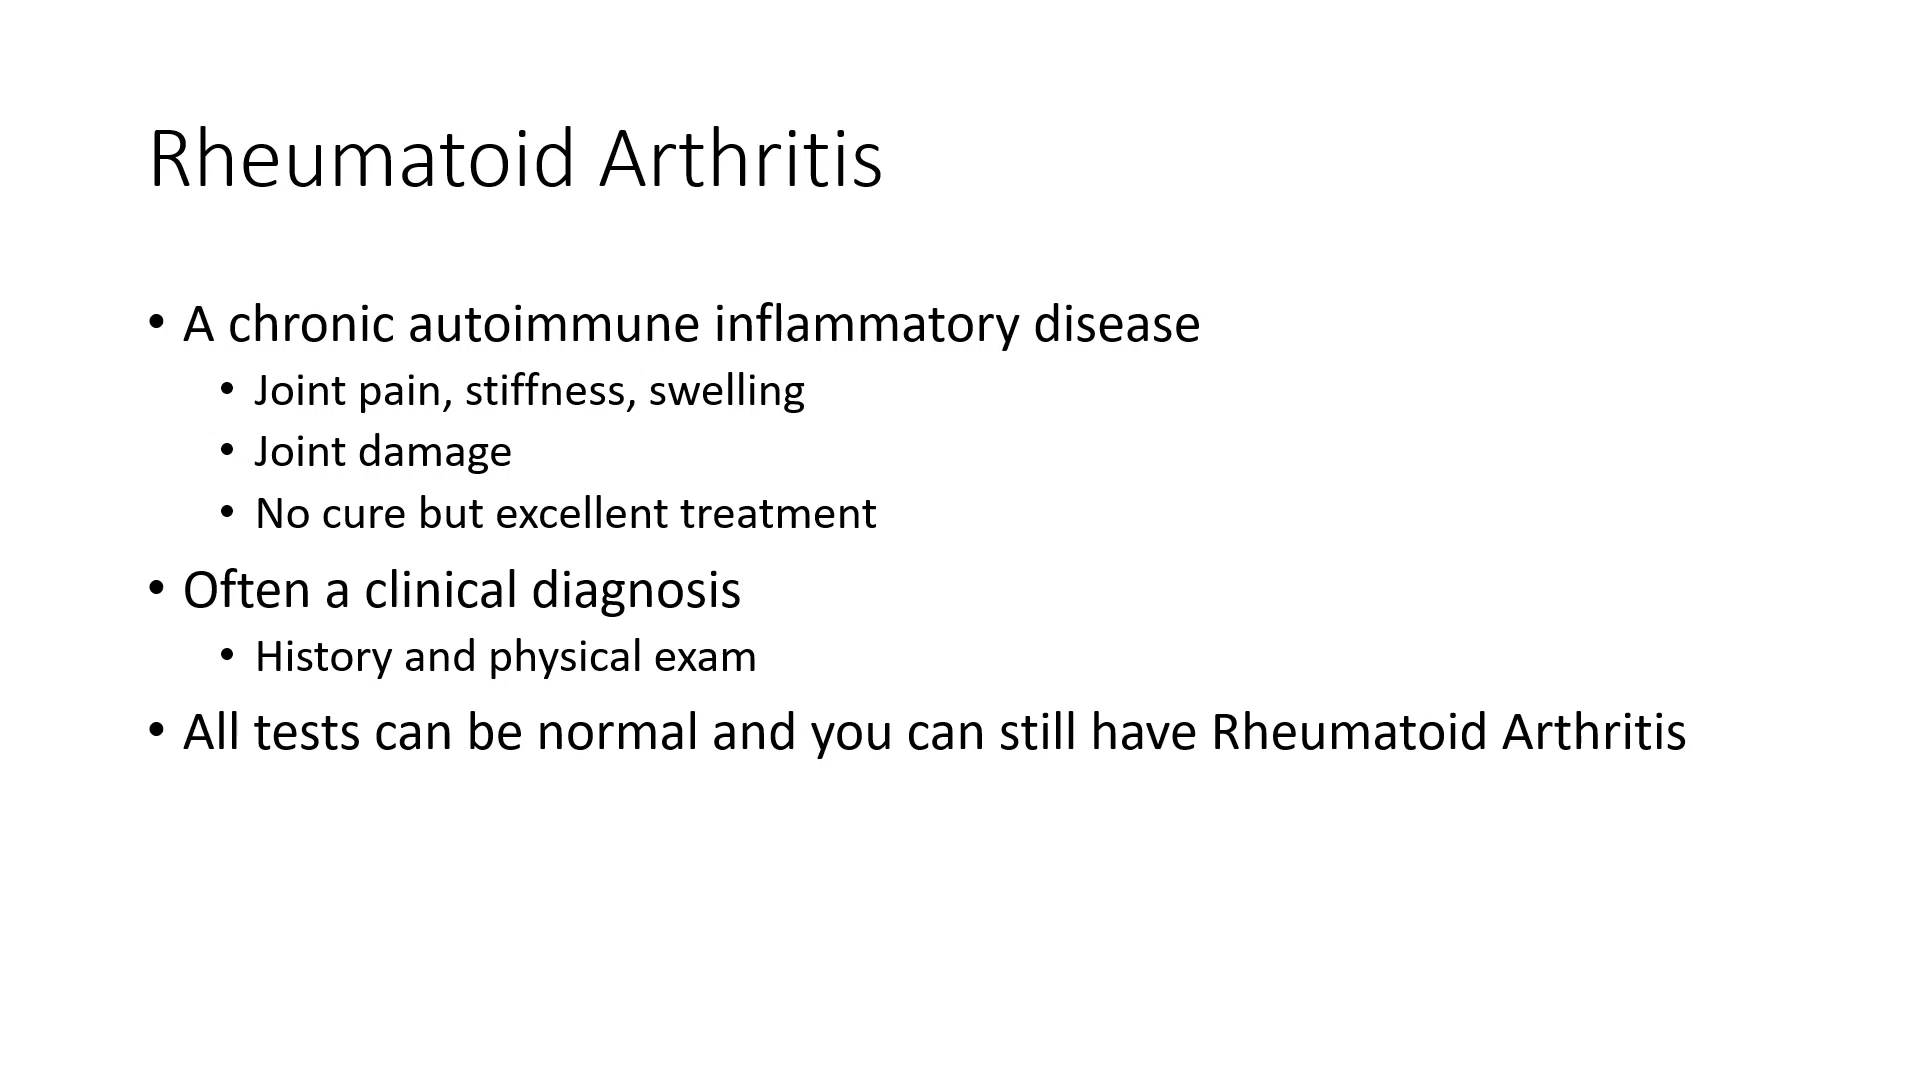 Rheumatoid Arthritis
• A chronic autoimmune inflammatory disease
• Joint pain, stiffness, swelling
• Joint damage
• No cure but excellent treatment
• Often a clinical diagnosis
• History and physical exam
• All tests can be normal and you can still have Rheumatoid Arthritis